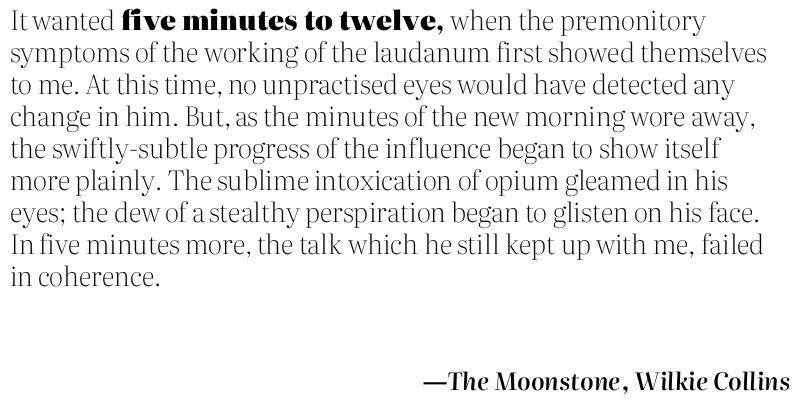 It wanted five minutes to twelve, when the premonitory
symptoms of the working of the laudanum first showed themselves
to me. At this time, no unpractised eyes would have detected any
change in him. But, as the minutes of the new morning wore away,
the swiftly-subtle progress of the influence began to show itself
more plainly. The sublime intoxication of opium gleamed in his
eyes; the dew of a stealthy perspiration began to glisten on his face.
In five minutes more, the talk which he still kept up with me, failed
in coherence.
—The Moonstone, Wilkie Collins